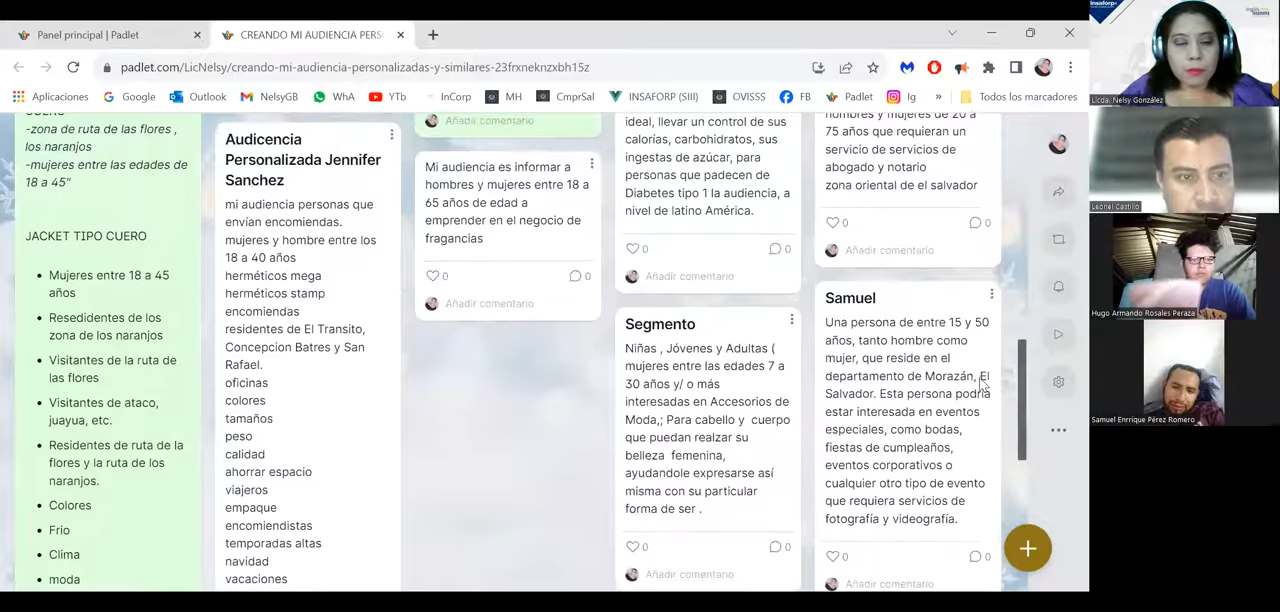 Panel principal | Padlet
CREANDO MI AUDIENCIA PERS
padlet.com/LicNelsy/creando-mi-audiencia-personalizadas-y-similares-23frxneknzxbh15z
Aplicaciones
Google
Outlook
NelsyGB
WhA
YTb
InCorp
MH
CmprSal
INSAFORP (SIII)
OVISSS
FB
Padlet
Ig
»
Todos los marcadores
CUERO
-zona de ruta de las flores ,
los naranjos
-mujeres entre las edades de
18 a 45"
JACKET TIPO CUERO
Mujeres entre 18 a 45
años
Resedidentes de los
zona de los naranjos
Visitantes de la ruta de
las flores
Visitantes de ataco,
juayua, etc.
Residentes de ruta de la
flores y la ruta de los
naranjos.
Colores
Frio
Clima
moda
Audicencia
Personalizada Jennifer
Sanchez
mi audiencia personas que
envían encomiendas.
mujeres y hombre entre los
18 a 40 años
herméticos mega
herméticos stamp
encomiendas
residentes de El Transito,
Concepcion Batres y San
Rafael.
oficinas
colores
tamaños
peso
calidad
ahorrar espacio
viajeros
empaque
encomiendistas
temporadas altas
navidad
vacaciones
Añadir comentario
Mi audiencia es informar a
hombres y mujeres entre 18 a
65 años de edad a
emprender en el negocio de
fragancias
0
0
Añadir comentario
ideal, llevar un control de sus
calorías, carbohidratos, sus
ingestas de azúcar, para
personas que padecen de
Diabetes tipo 1 la audiencia, a
nivel de latino América.
0
0
Añadir comentario
Segmento
Niñas , Jóvenes y Adultas (
mujeres entre las edades 7 a
30 años y/ o más
interesadas en Accesorios de
Moda,; Para cabello y cuerpo
que puedan realzar su
belleza femenina,
ayudandole expresarse así
misma con su particular
forma de ser .
0
0
Añadir comentario
hombres y mujeres de 20 a
75 años que requieran un
servicio de servicios de
abogado y notario
zona oriental de el salvador
0
0
Añadir comentario
Samuel
Una persona de entre 15 y 50
años, tanto hombre como
mujer, que reside en el
departamento de Morazán, El
Salvador. Esta persona podría
estar interesada en eventos
especiales, como bodas,
fiestas de cumpleaños,
eventos corporativos o
cualquier otro tipo de evento
que requiera servicios de
fotografía y videografía.
0
0
Añadir comentario
Insaforp
Licda. Nelsy González
Leonel Castillo
Hugo Armando Rosales Peraza
Samuel Enrrique Pérez Romero